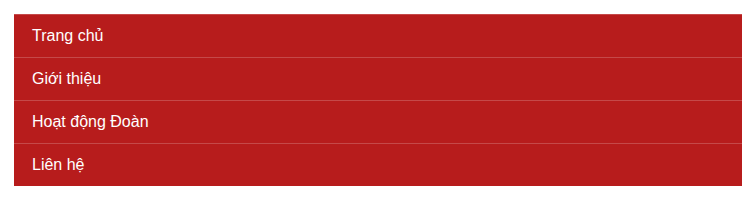 Trang chủ
Giới thiệu
Hoạt động Đoàn
Liên hệ